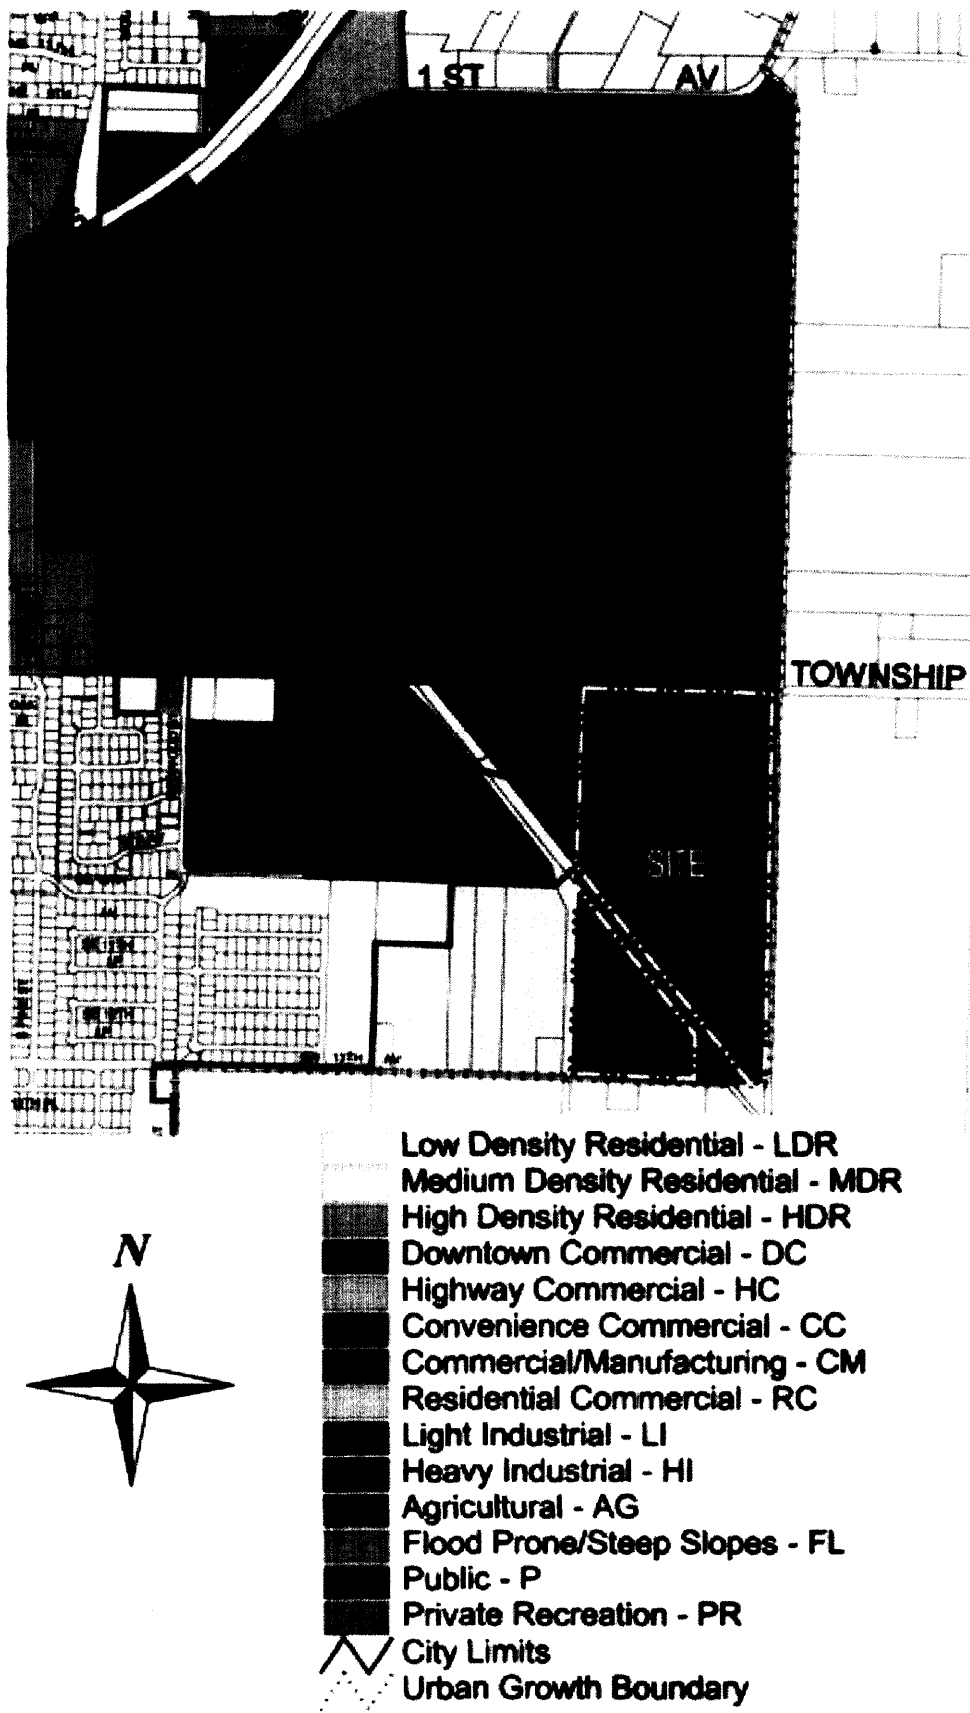 1 ST AV
TOWNSHIP
SITE
Low Density Residential - LDR
Medium Density Residential - MDR
N
High Density Residential - HDR
Downtown Commercial - DC
Highway Commercial - HC
Convenience Commercial - CC
Commercial/Manufacturing - CM
Residential Commercial - RC
Light Industrial - LI
Heavy Industrial - HI
Agricultural - AG
Flood Prone/Steep Slopes - FL
Public - P
Private Recreation - PR
City Limits
Urban Growth Boundary